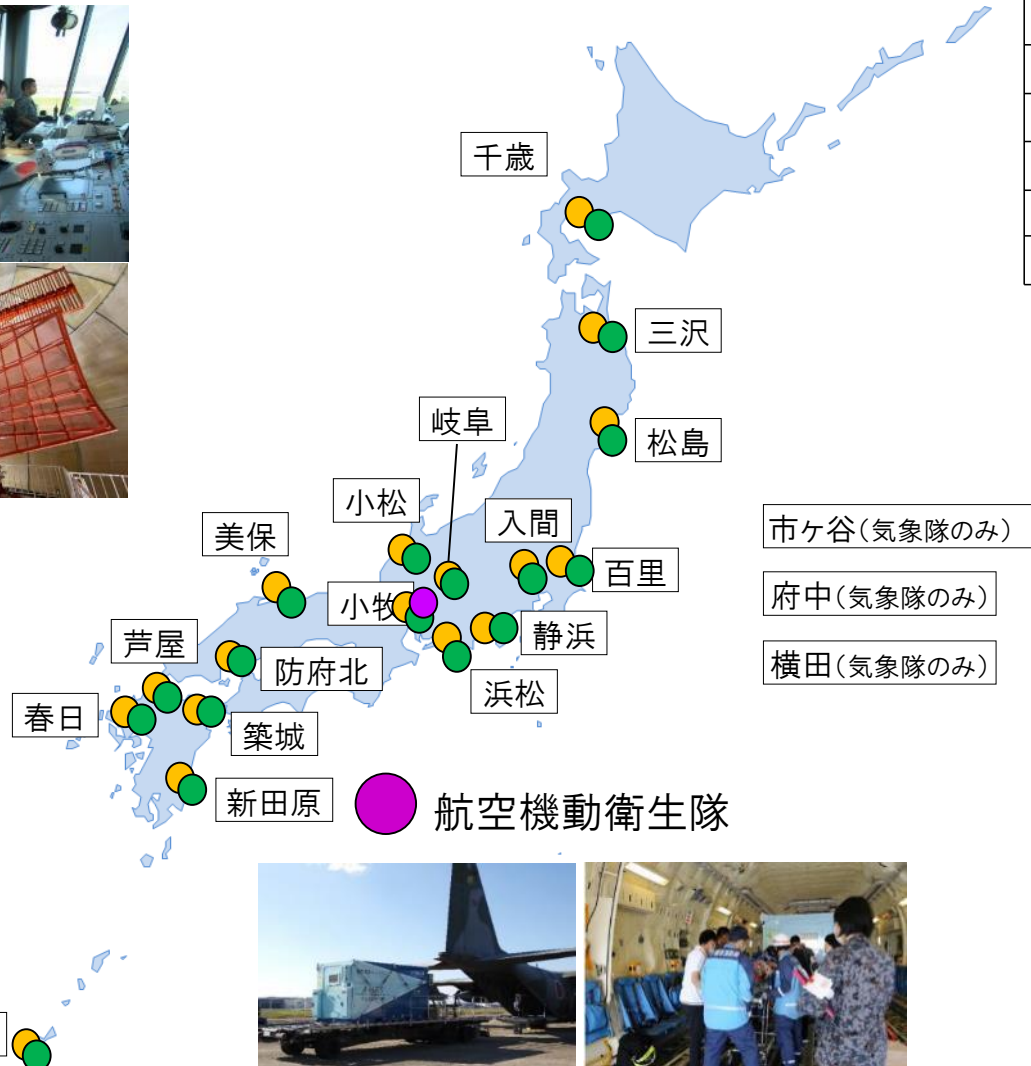 千歳
三沢
松島
岐阜
小松
入間
美保
百里
小牧
静浜
芦屋
防府北
浜松
春日
築城
新田原
市ヶ谷(気象隊のみ)
府中(気象隊のみ)
横田(気象隊のみ)
航空機動衛生隊